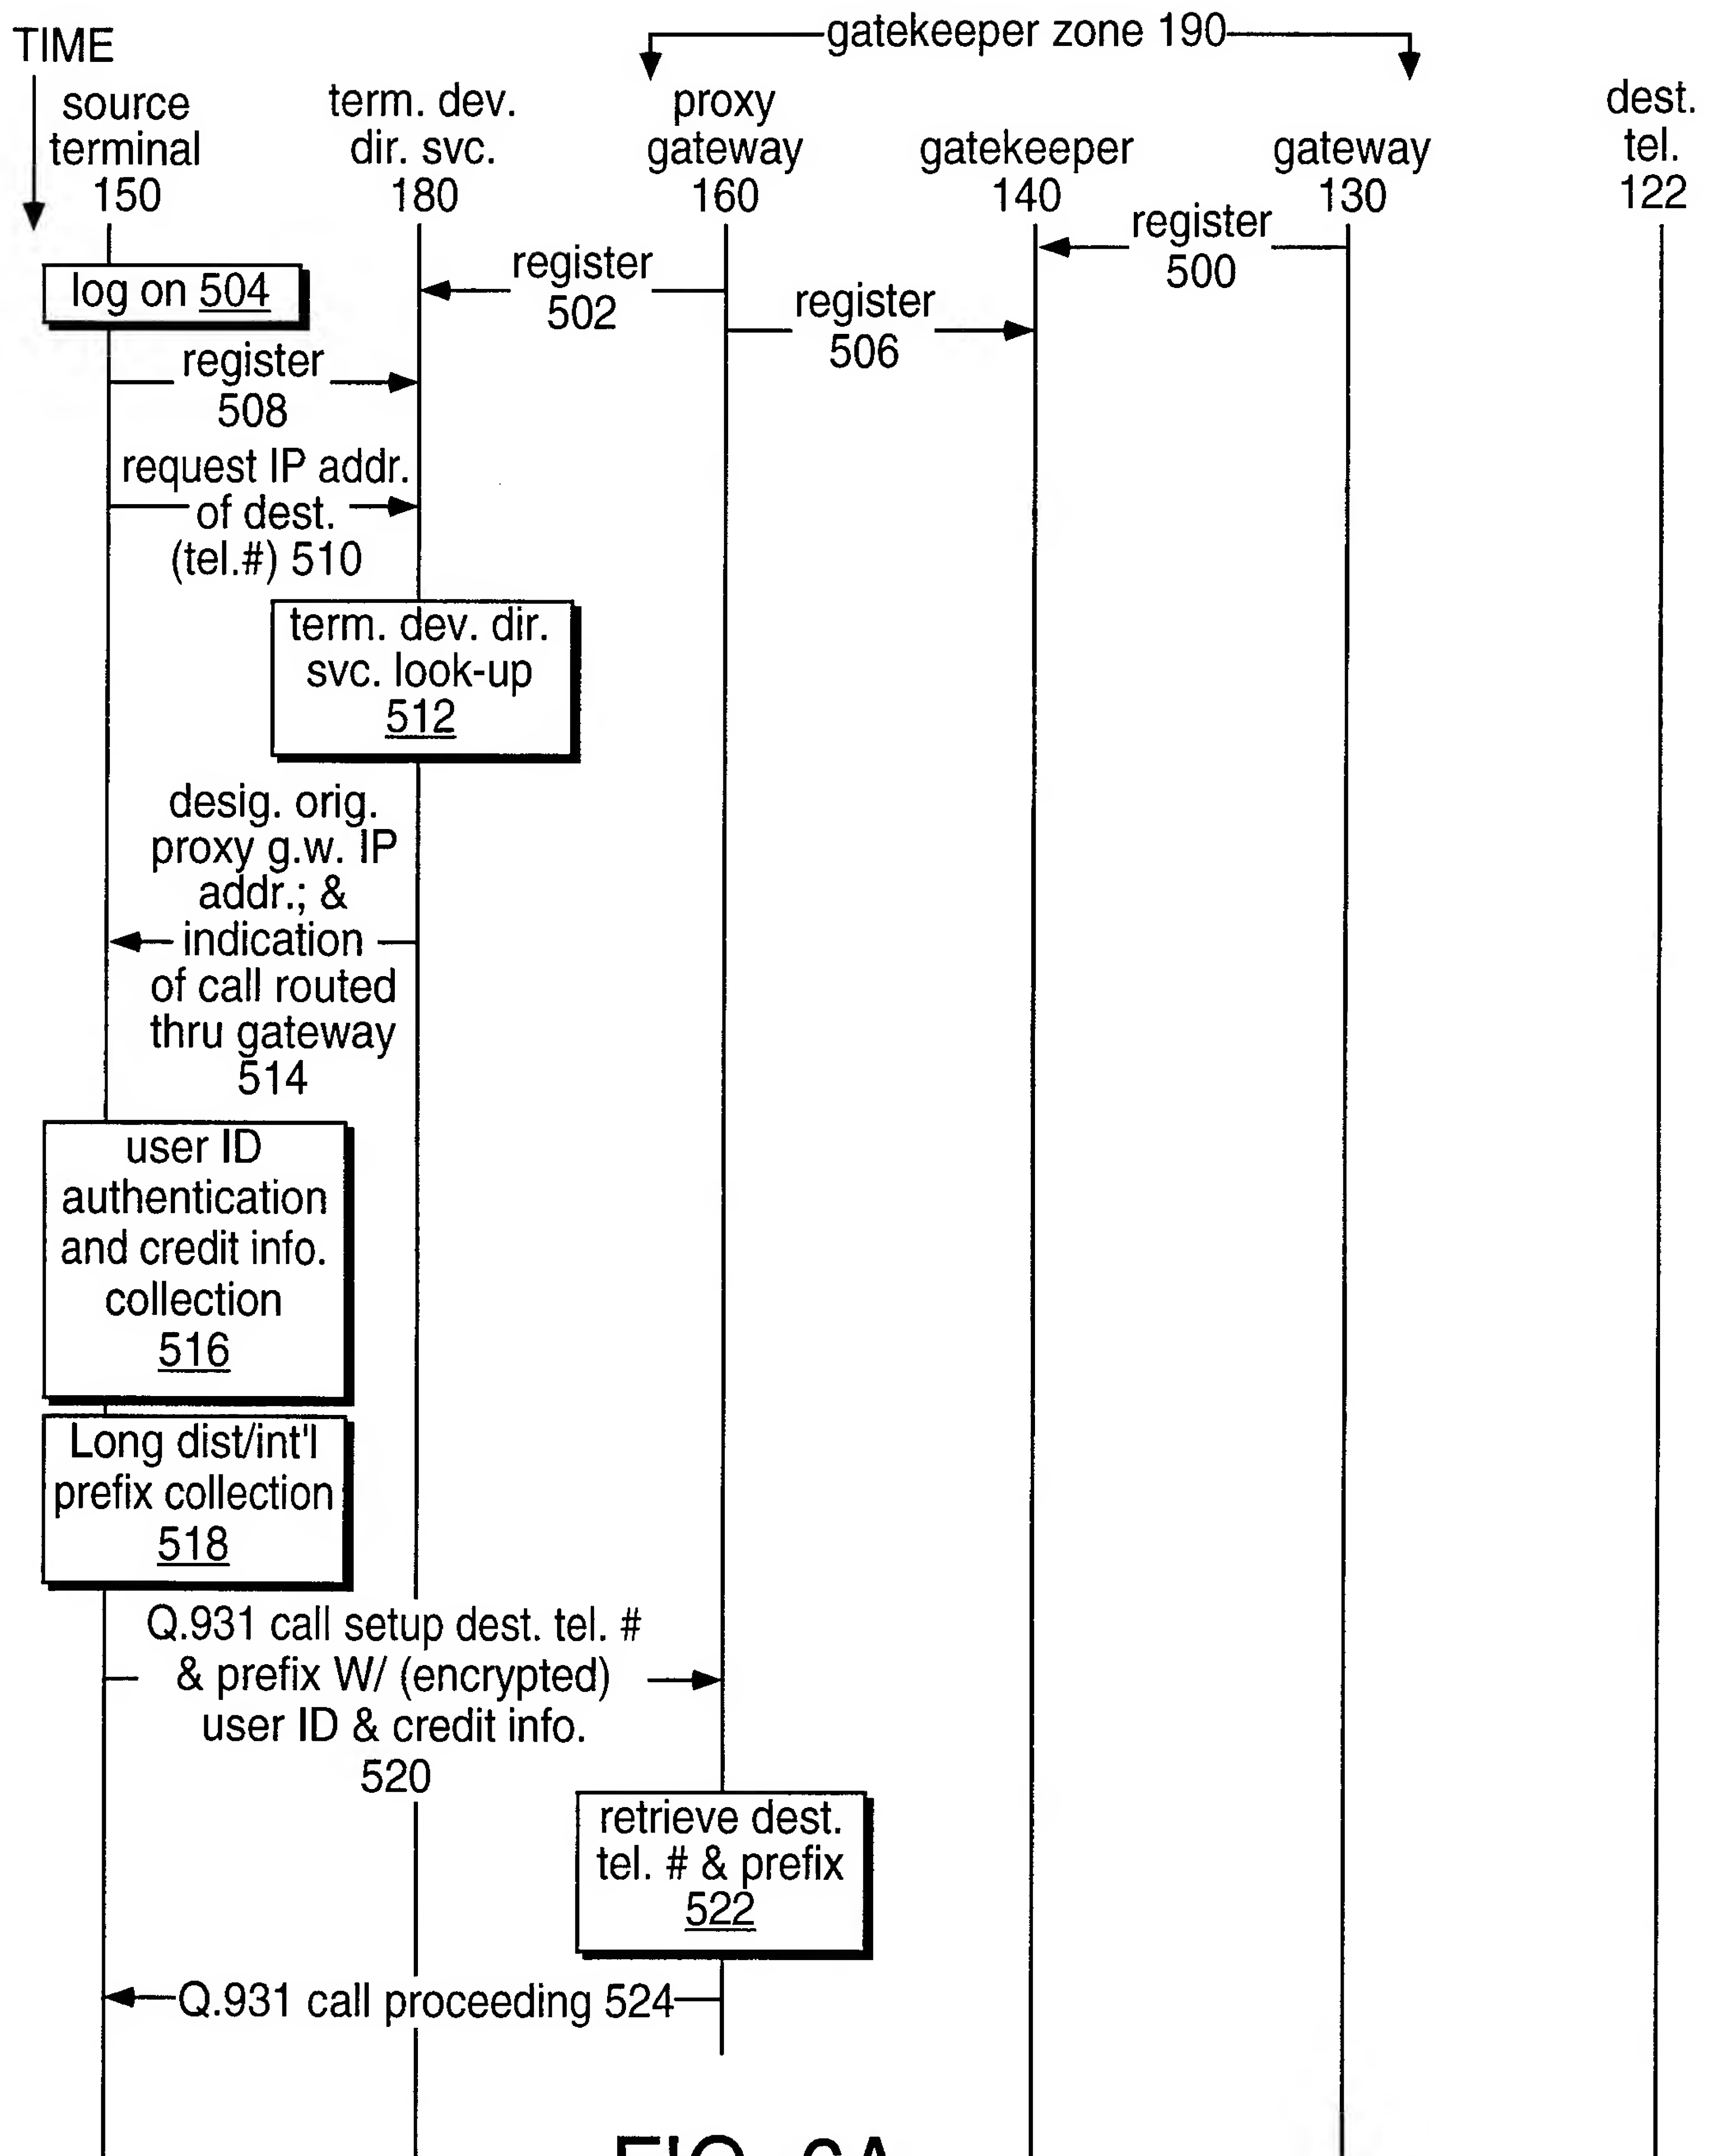 gatekeeper zone 190
TIME
source
terminal
150
term. dev.
dir. svc.
180
proxy
gateway
160
gatekeeper
140
gateway
130
dest.
tel.
122
register
500
log on 504
register
502
register
506
register
508
request IP addr.
of dest.
(tel.#) 510
term. dev. dir.
svc. look-up
512
desig. orig.
proxy g.w. IP
addr.; &
indication
of call routed
thru gateway
514
user ID
authentication
and credit info.
collection
516
Long dist/int'l
prefix collection
518
Q.931 call setup dest. tel. #
& prefix W/ (encrypted)
user ID & credit info.
520
retrieve dest.
tel. # & prefix
522
Q.931 call proceeding 524
FIG. 6A